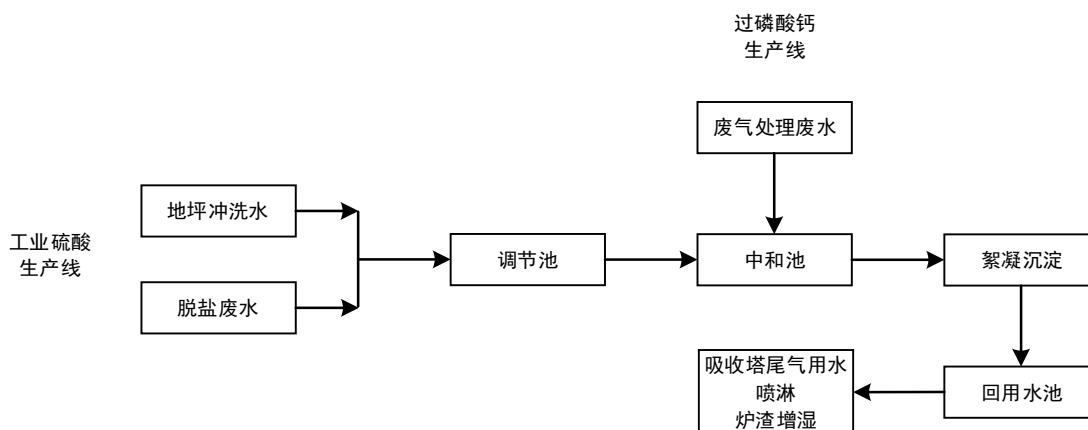 过磷酸钙
生产线
废气处理废水
地坪冲洗水
工业硫酸
生产线
调节池
中和池
絮凝沉淀
脱盐废水
吸收塔尾气用水
喷淋
炉渣增湿
回用水池